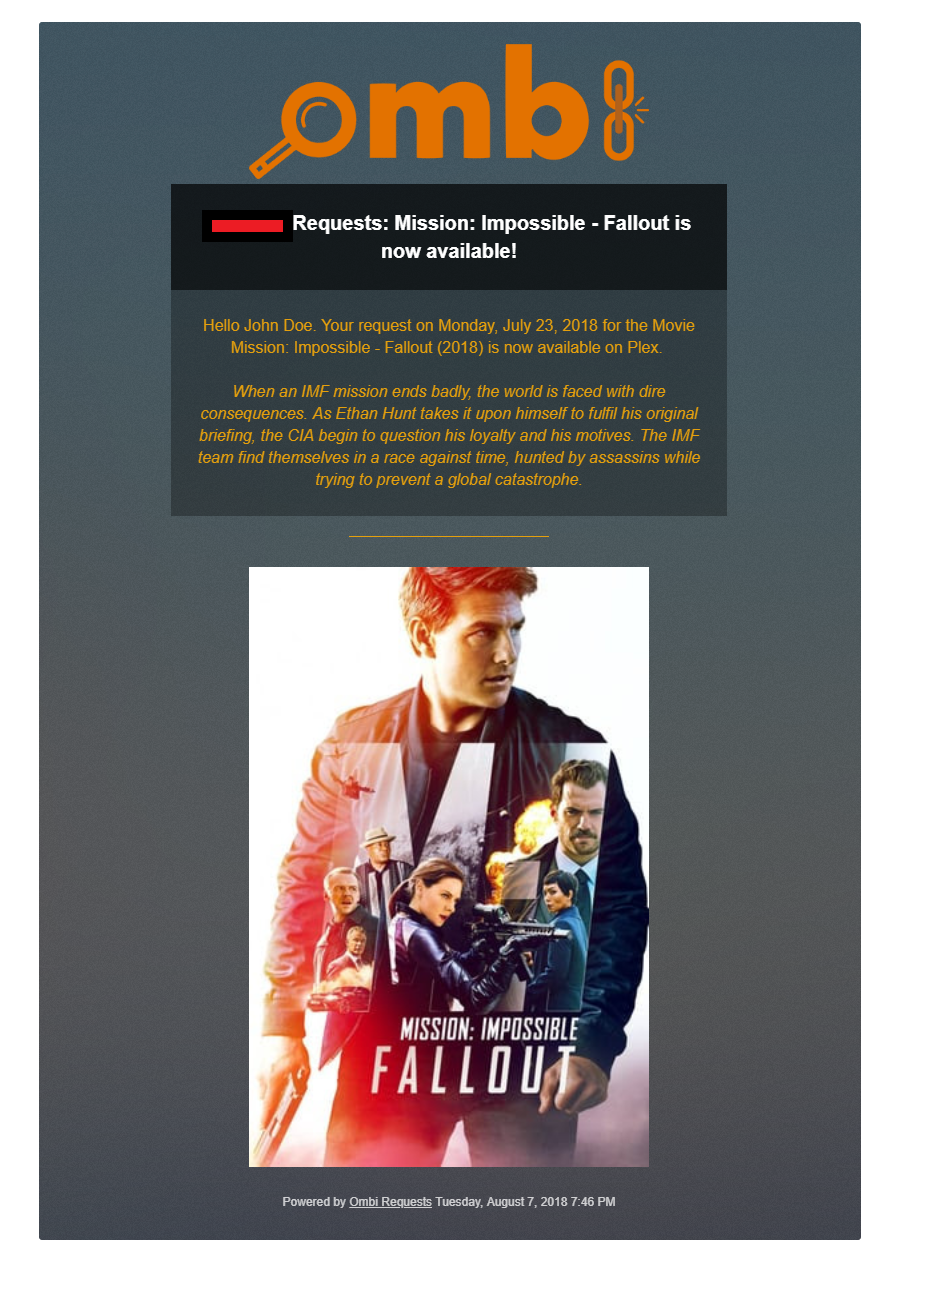 ombi
Requests: Mission: Impossible - Fallout is
now available!
Hello John Doe. Your request on Monday, July 23, 2018 for the Movie
Mission: Impossible - Fallout (2018) is now available on Plex.
When an IMF mission ends badly, the world is faced with dire
consequences. As Ethan Hunt takes it upon himself to fulfil his original
briefing, the CIA begin to question his loyalty and his motives. The IMF
team find themselves in a race against time, hunted by assassins while
trying to prevent a global catastrophe.
MI
MISSION: IMPOSSIBLE
FALLOUT
Powered by Ombi Requests Tuesday, August 7, 2018 7:46 PM